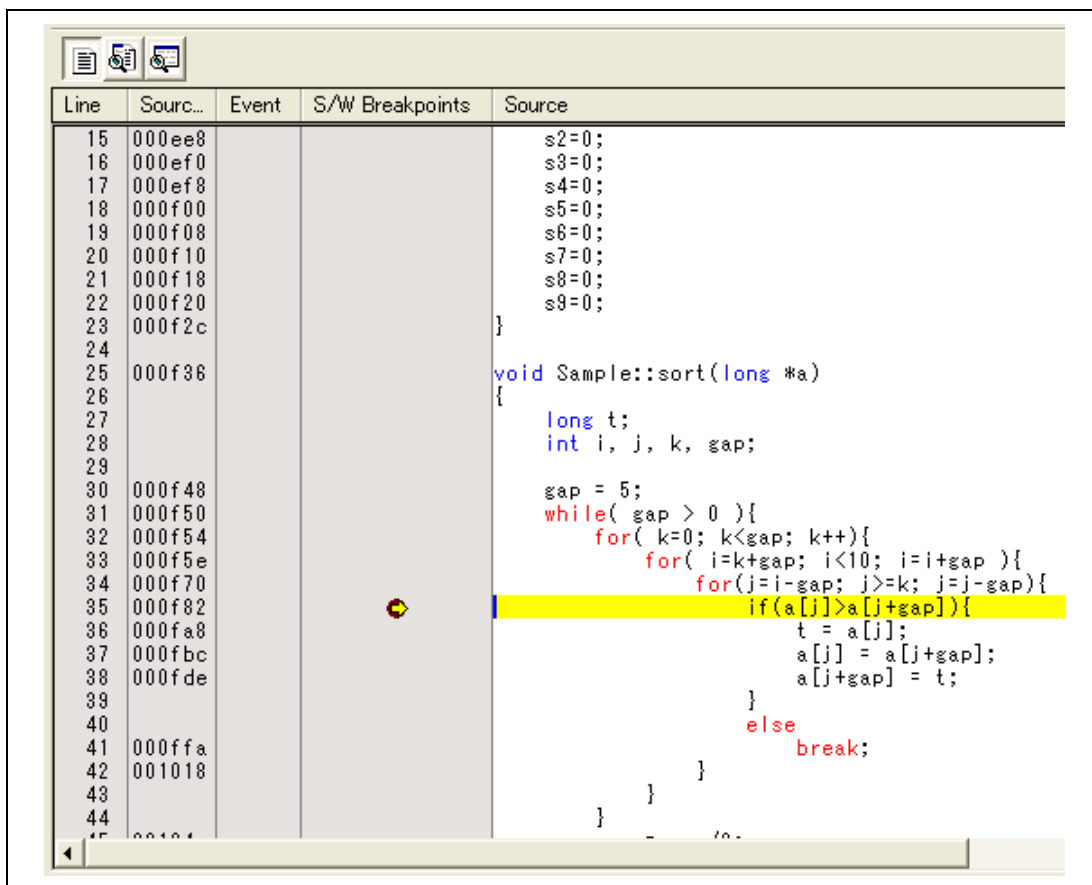 Line Sourc... Event S/W Breakpoints Source
15 000ee8 s2=0;
16 000ef0 s3=0;
17 000ef8 s4=0;
18 000f00 s5=0;
19 000f08 s6=0;
20 000f10 s7=0;
21 000f18 s8=0;
22 000f20 s9=0;
23 000f2c }
24
25 000f36 void Sample::sort(long *a)
26 {
27 long t;
28 int i, j, k, gap;
29
30 000f48 gap = 5;
31 000f50 while( gap > 0 ){
32 000f54 for( k=0; k<gap; k++){
33 000f5e for( i=k+gap; i<10; i=i+gap ){
34 000f70 for(j=i-gap; j>=k; j=j-gap){
35 000f82 if(a[j]>a[j+gap]){
36 000fa8 t = a[j];
37 000fbc a[j] = a[j+gap];
38 000fde a[j+gap] = t;
39 }
40 else
41 000ffa break;
42 001018 }
43 }
44 }